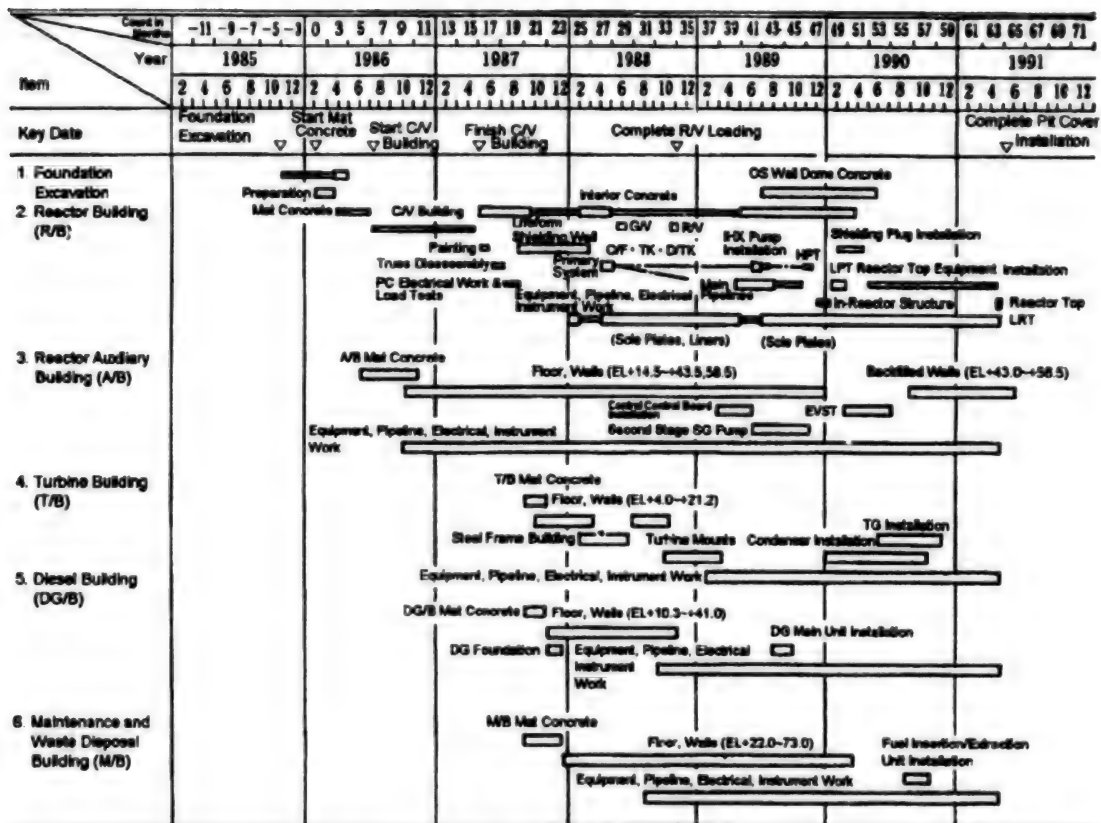 Count in Months
-11 -9 -7 -5 -3 0 3 5 7 9 11 13 15 17 19 21 23 25 27 29 31 33 35 37 39 41 43 45 47 49 51 53 55 57 59 61 63 65 67 69 71
Year 1985 1986 1987 1988 1989 1990 1991
Item
2 4 6 8 10 12 2 4 6 8 10 12 2 4 6 8 10 12 2 4 6 8 10 12 2 4 6 8 10 12 2 4 6 8 10 12 2 4 6 8 10 12
Key Date
Foundation Excavation
Start Mat Concrete
Start C/V Building
Finish C/V Building
Complete R/V Loading
Complete Pit Cover Installation
1. Foundation
Excavation
Preparation
OS Wall Dome Concrete
2. Reactor Building
(R/B)
Mat Concrete
C/V Building
Interior Concrete
Shielding Wall
G/V
R/V
Painting
O/F • TK • D/TK
IHX Pump
Installation
HPT
Shielding Plug Installation
Truss Disassembly
Primary
System
Main
Pipelines
LPT Reactor Top Equipment Installation
PC Electrical Work &
Load Tests
Equipment, Pipeline, Electrical
Instrument Work
In-Reactor Structure
Reactor Top
LRT
(Sole Plates, Liners)
(Sole Plates)
3. Reactor Auxiliary
Building (A/B)
A/B Mat Concrete
Floor, Walls (EL+14.5~+43.5,58.5)
Backfilled Walls (EL+43.0~+56.5)
Central Control Board
Installation
EVST
Second Stage SG Pump
Equipment, Pipeline, Electrical, Instrument
Work
4. Turbine Building
(T/B)
T/B Mat Concrete
Floor, Walls (EL+4.0~+21.2)
Steel Frame Building
Turbine Mounts
Condenser Installation
TG Installation
5. Diesel Building
(DG/B)
Equipment, Pipeline, Electrical, Instrument Work
DG/B Mat Concrete
Floor, Walls (EL+10.3~+41.0)
DG Foundation
Equipment, Pipeline, Electrical
Instrument
Work
DG Main Unit Installation
6. Maintenance and
Waste Disposal
Building (M/B)
M/B Mat Concrete
Floor, Walls (EL+22.0~73.0)
Fuel Insertion/Extraction
Unit Installation
Equipment, Pipeline, Electrical Instrument Work